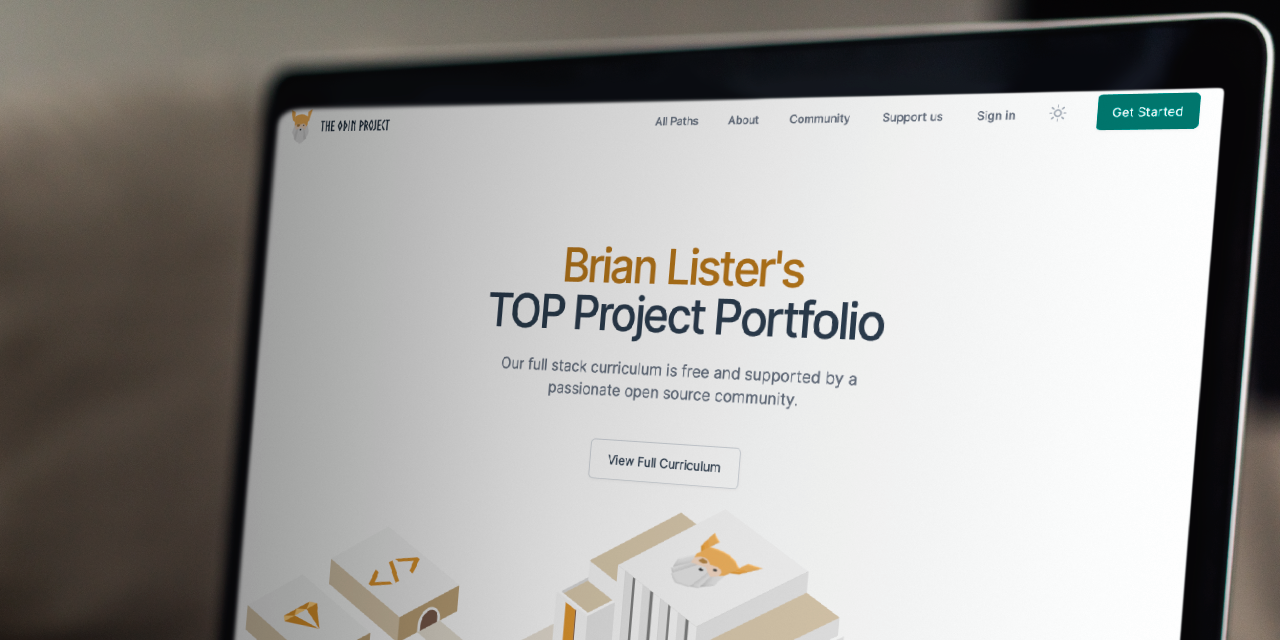 THE ODIN PROJECT
All Paths
About
Community
Support us
Sign in
Get Started
Brian Lister's
TOP Project Portfolio
Our full stack curriculum is free and supported by a
passionate open source community.
View Full Curriculum